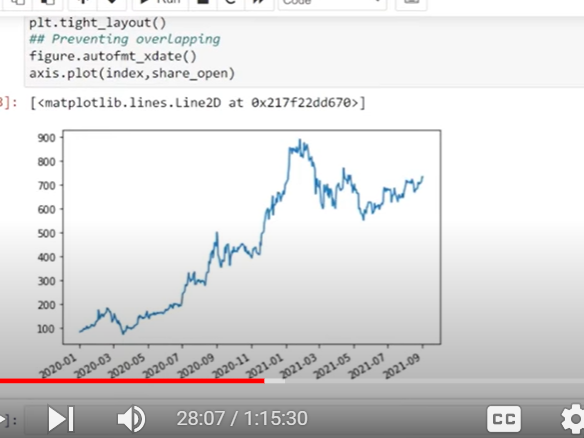 Run
Code
plt.tight_layout()
## Preventing overlapping
figure.autofmt_xdate()
axis.plot(index,share_open)
]: [<matplotlib.lines.Line2D at 0x217f22dd670>]
900
800
700
600
500
400
300
200
100
2020-01 2020-03 2020-05 2020-07 2020-09 2020-11 2021-01 2021-03 2021-05 2021-07 2021-09
]:
28:07 / 1:15:30
CC